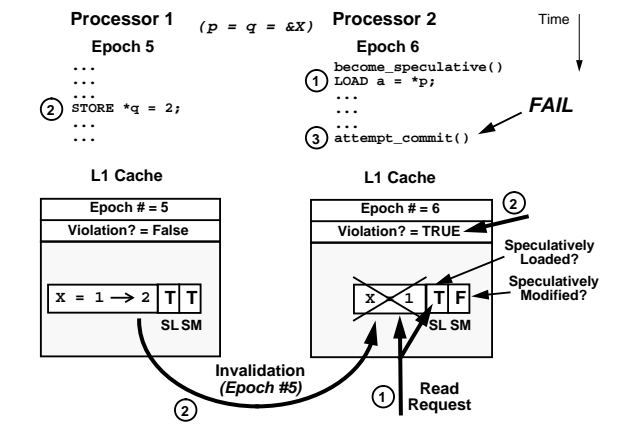 Processor 1
(p = q = &X)
Processor 2
Time
Epoch 5
Epoch 6
...
...
...
② STORE *q = 2;
...
...
become_speculative()
① LOAD a = *p;
...
...
...
③ attempt_commit()
FAIL
L1 Cache
L1 Cache
Epoch # = 5
Violation? = False
X = 1 → 2 T T
SL SM
Epoch # = 6
Violation? = TRUE
②
X = 1 T F
SL SM
Speculatively
Loaded?
Speculatively
Modified?
Invalidation
(Epoch #5)
②
① Read
Request